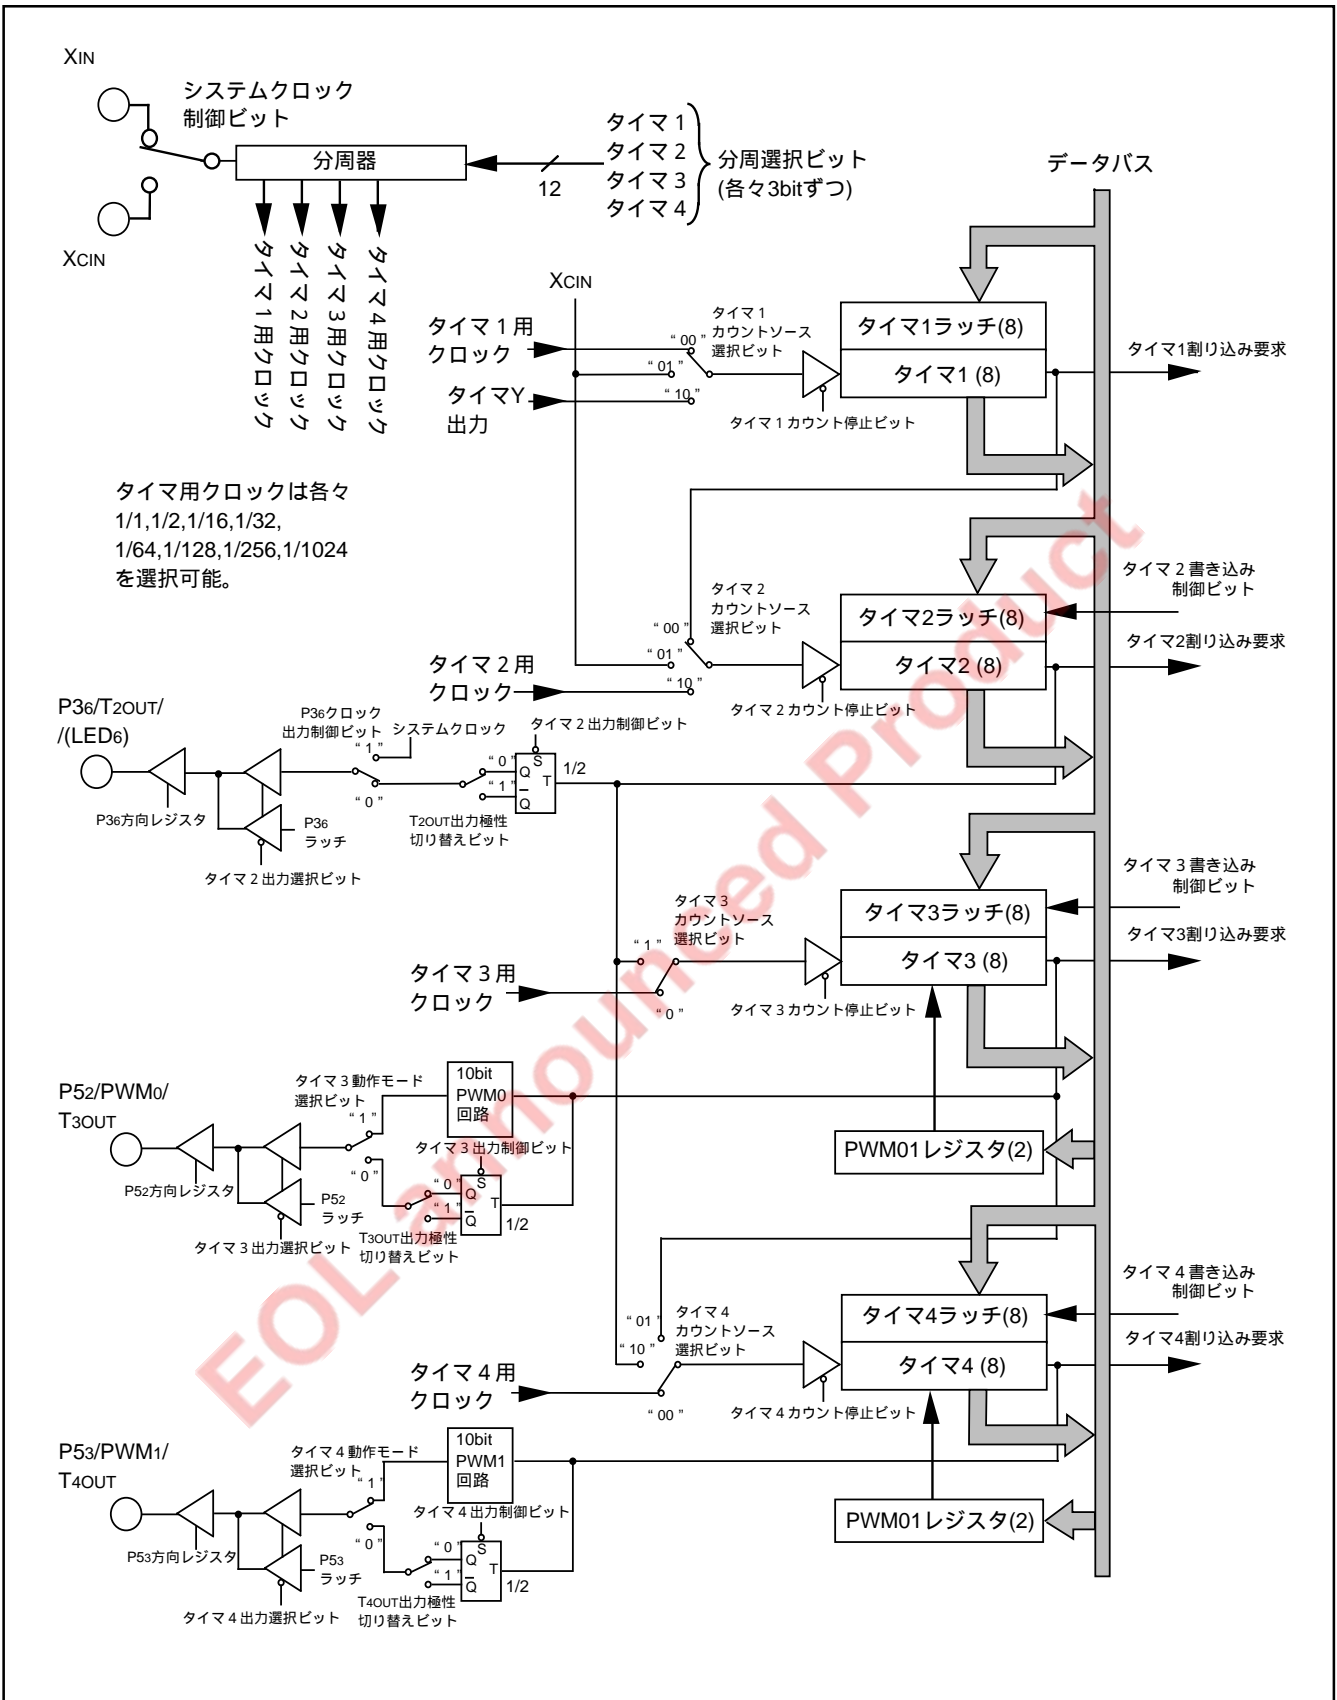 XIN
システムクロック
制御ビット
分周器
12
タイマ1
タイマ2
タイマ3
タイマ4
分周選択ビット
(各々3bitずつ)
データバス
XCIN
タイマ1用クロック
タイマ2用クロック
タイマ3用クロック
タイマ4用クロック
タイマ用クロックは各々
1/1,1/2,1/16,1/32,
1/64,1/128,1/256,1/1024
を選択可能。
XCIN
タイマ1用
クロック
タイマY
出力
“ 00 ”
“ 01 ”
“ 10 ”
タイマ1
カウントソース
選択ビット
タイマ1カウント停止ビット
タイマ1ラッチ(8)
タイマ1 (8)
タイマ1割り込み要求
タイマ2用
クロック
“ 00 ”
“ 01 ”
“ 10 ”
タイマ2
カウントソース
選択ビット
タイマ2カウント停止ビット
タイマ2ラッチ(8)
タイマ2 (8)
タイマ2書き込み
制御ビット
タイマ2割り込み要求
P36/T2OUT/
/(LED6)
P36クロック
出力制御ビット
システムクロック
“ 1 ”
“ 0 ”
タイマ2出力制御ビット
“ 0 ”
“ 1 ”
S
Q
T
Q
1/2
P36方向レジスタ
P36
ラッチ
T2OUT出力極性
切り替えビット
タイマ2出力選択ビット
タイマ3用
クロック
“ 1 ”
“ 0 ”
タイマ3
カウントソース
選択ビット
タイマ3カウント停止ビット
タイマ3ラッチ(8)
タイマ3 (8)
タイマ3書き込み
制御ビット
タイマ3割り込み要求
P52/PWM0/
T3OUT
タイマ3動作モード
選択ビット
“ 1 ”
“ 0 ”
10bit
PWM0
回路
タイマ3出力制御ビット
“ 0 ”
“ 1 ”
S
Q
T
Q
1/2
PWM01レジスタ(2)
P52方向レジスタ
P52
ラッチ
T3OUT出力極性
切り替えビット
タイマ3出力選択ビット
タイマ4用
クロック
“ 01 ”
“ 10 ”
“ 00 ”
タイマ4
カウントソース
選択ビット
タイマ4カウント停止ビット
タイマ4ラッチ(8)
タイマ4 (8)
タイマ4書き込み
制御ビット
タイマ4割り込み要求
P53/PWM1/
T4OUT
タイマ4動作モード
選択ビット
“ 1 ”
“ 0 ”
10bit
PWM1
回路
タイマ4出力制御ビット
“ 0 ”
“ 1 ”
S
Q
T
Q
1/2
PWM01レジスタ(2)
P53方向レジスタ
P53
ラッチ
T4OUT出力極性
切り替えビット
タイマ4出力選択ビット
EOL announced Product